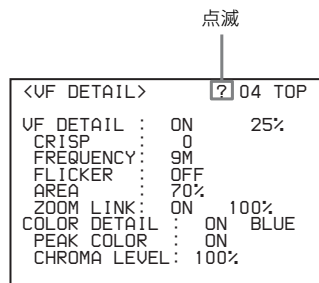 点滅
<VF DETAIL> ? 04 TOP
VF DETAIL : ON 25%
CRISP : 0
FREQUENCY: 9M
FLICKER : OFF
AREA : 70%
ZOOM LINK: ON 100%
COLOR DETAIL : ON BLUE
PEAK COLOR : ON
CHROMA LEVEL: 100%